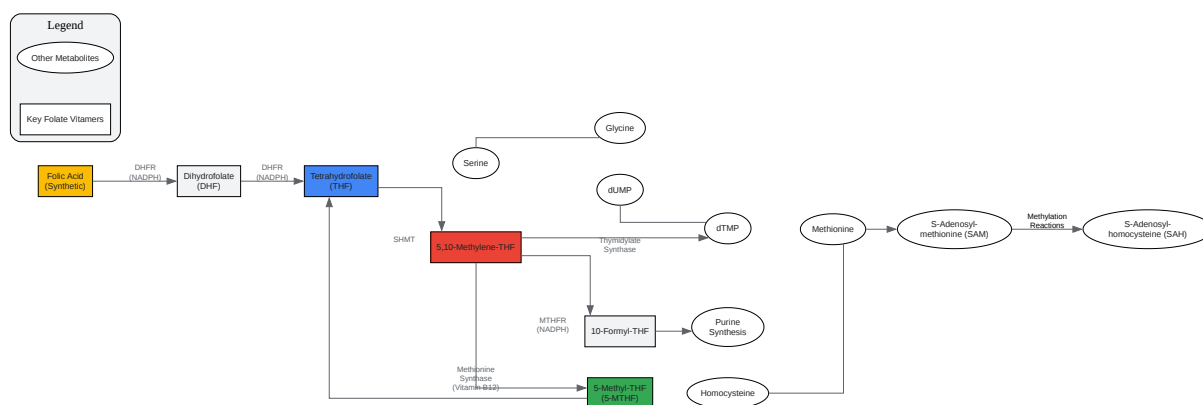 Legend
Other Metabolites
Key Folate Vitamers
Glycine
Serine
DHFR
(NADPH)
DHFR
(NADPH)
Folic Acid
(Synthetic)
Dihydrofolate
(DHF)
Tetrahydrofolate
(THF)
dUMP
dTMP
Methionine
S-Adenosyl-
methionine (SAM)
Methylation
Reactions
S-Adenosyl-
homocysteine (SAH)
SHMT
5,10-Methylene-THF
Thymidylate
Synthase
MTHFR
(NADPH)
10-Formyl-THF
Purine
Synthesis
Methionine
Synthase
(Vitamin B12)
5-Methyl-THF
(5-MTHF)
Homocysteine